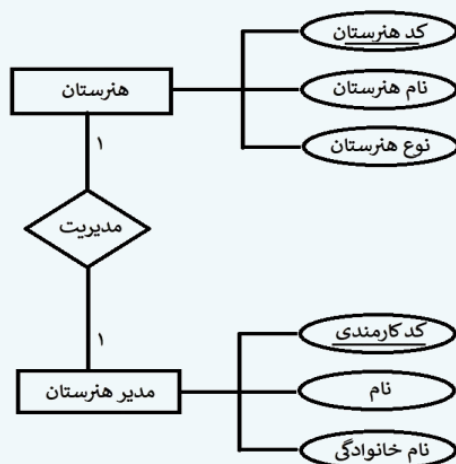 کد هنرستان
هنرستان
نام هنرستان
نوع هنرستان
۱
مدیریت
۱
کد کارمندی
مدیر هنرستان
نام
نام خانوادگی